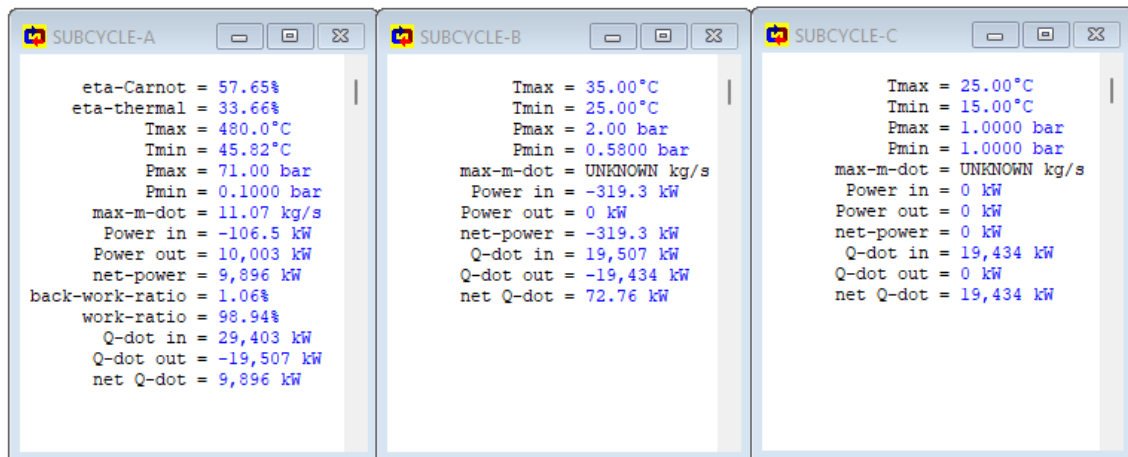 SUBCYCLE-A
eta-Carnot = 57.65%
eta-thermal = 33.66%
Tmax = 480.0°C
Tmin = 45.82°C
Pmax = 71.00 bar
Pmin = 0.1000 bar
max-m-dot = 11.07 kg/s
Power in = -106.5 kW
Power out = 10,003 kW
net-power = 9,896 kW
back-work-ratio = 1.06%
work-ratio = 98.94%
Q-dot in = 29,403 kW
Q-dot out = -19,507 kW
net Q-dot = 9,896 kW
SUBCYCLE-B
Tmax = 35.00°C
Tmin = 25.00°C
Pmax = 2.00 bar
Pmin = 0.5800 bar
max-m-dot = UNKNOWN kg/s
Power in = -319.3 kW
Power out = 0 kW
net-power = -319.3 kW
Q-dot in = 19,507 kW
Q-dot out = -19,434 kW
net Q-dot = 72.76 kW
SUBCYCLE-C
Tmax = 25.00°C
Tmin = 15.00°C
Pmax = 1.0000 bar
Pmin = 1.0000 bar
max-m-dot = UNKNOWN kg/s
Power in = 0 kW
Power out = 0 kW
net-power = 0 kW
Q-dot in = 19,434 kW
Q-dot out = 0 kW
net Q-dot = 19,434 kW